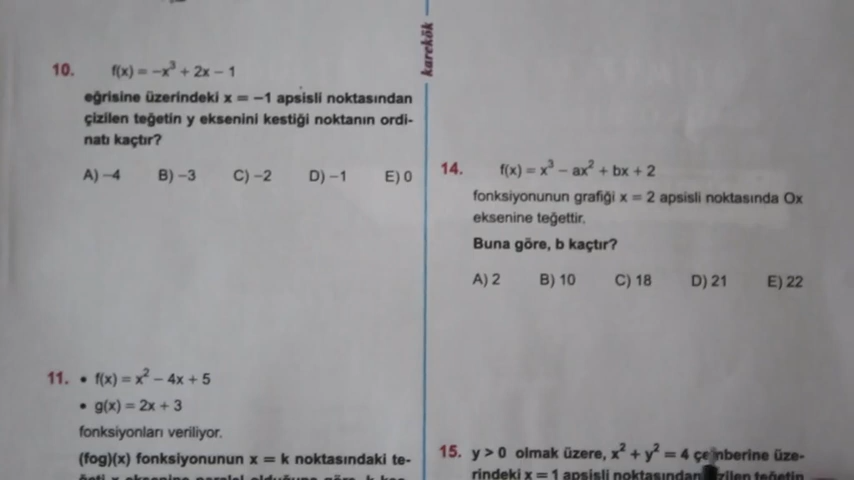 karekök
10. f(x) = −x³ + 2x − 1
eğrisine üzerindeki x = −1 apsisli noktasından
çizilen teğetin y eksenini kestiği noktanın ordi-
natı kaçtır?
A) −4 B) −3 C) −2 D) −1 E) 0
11. • f(x) = x² − 4x + 5
• g(x) = 2x + 3
fonksiyonları veriliyor.
(fog)(x) fonksiyonunun x = k noktasındaki te-
14. f(x) = x³ − ax² + bx + 2
fonksiyonunun grafiği x = 2 apsisli noktasında Ox
eksenine teğettir.
Buna göre, b kaçtır?
A) 2 B) 10 C) 18 D) 21 E) 22
15. y > 0 olmak üzere, x² + y² = 4 çemberine üze-
rindeki x = 1 apsisli noktasından çizilen teğetin